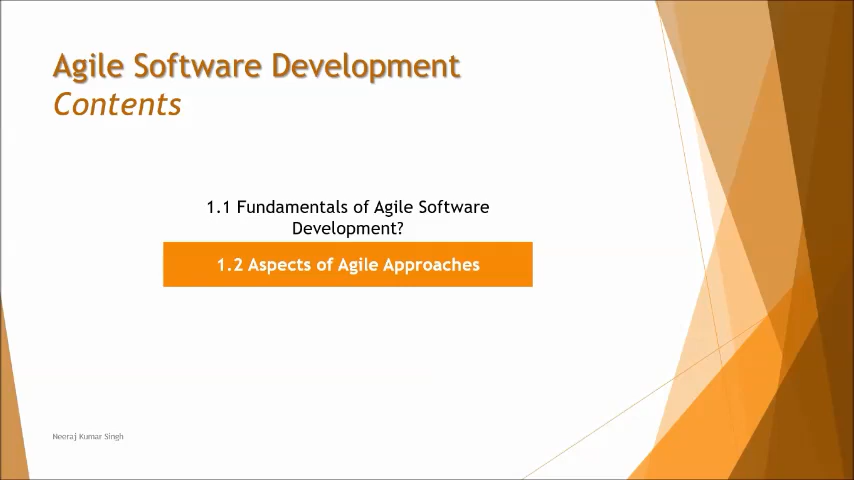 Agile Software Development
Contents
1.1 Fundamentals of Agile Software
Development?
1.2 Aspects of Agile Approaches
Neeraj Kumar Singh